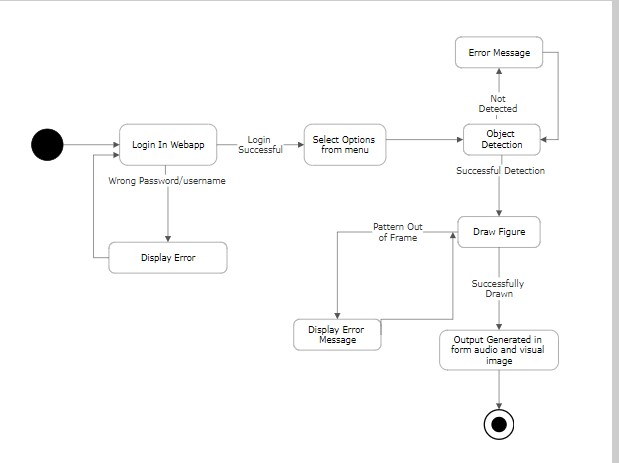 Error Message
Not
Detected
Login In Webapp
Login
Successful
Select Options
from menu
Object
Detection
Wrong Password/username
Successful Detection
Display Error
Pattern Out
of Frame
Draw Figure
Successfully
Drawn
Display Error
Message
Output Generated in
form audio and visual
image